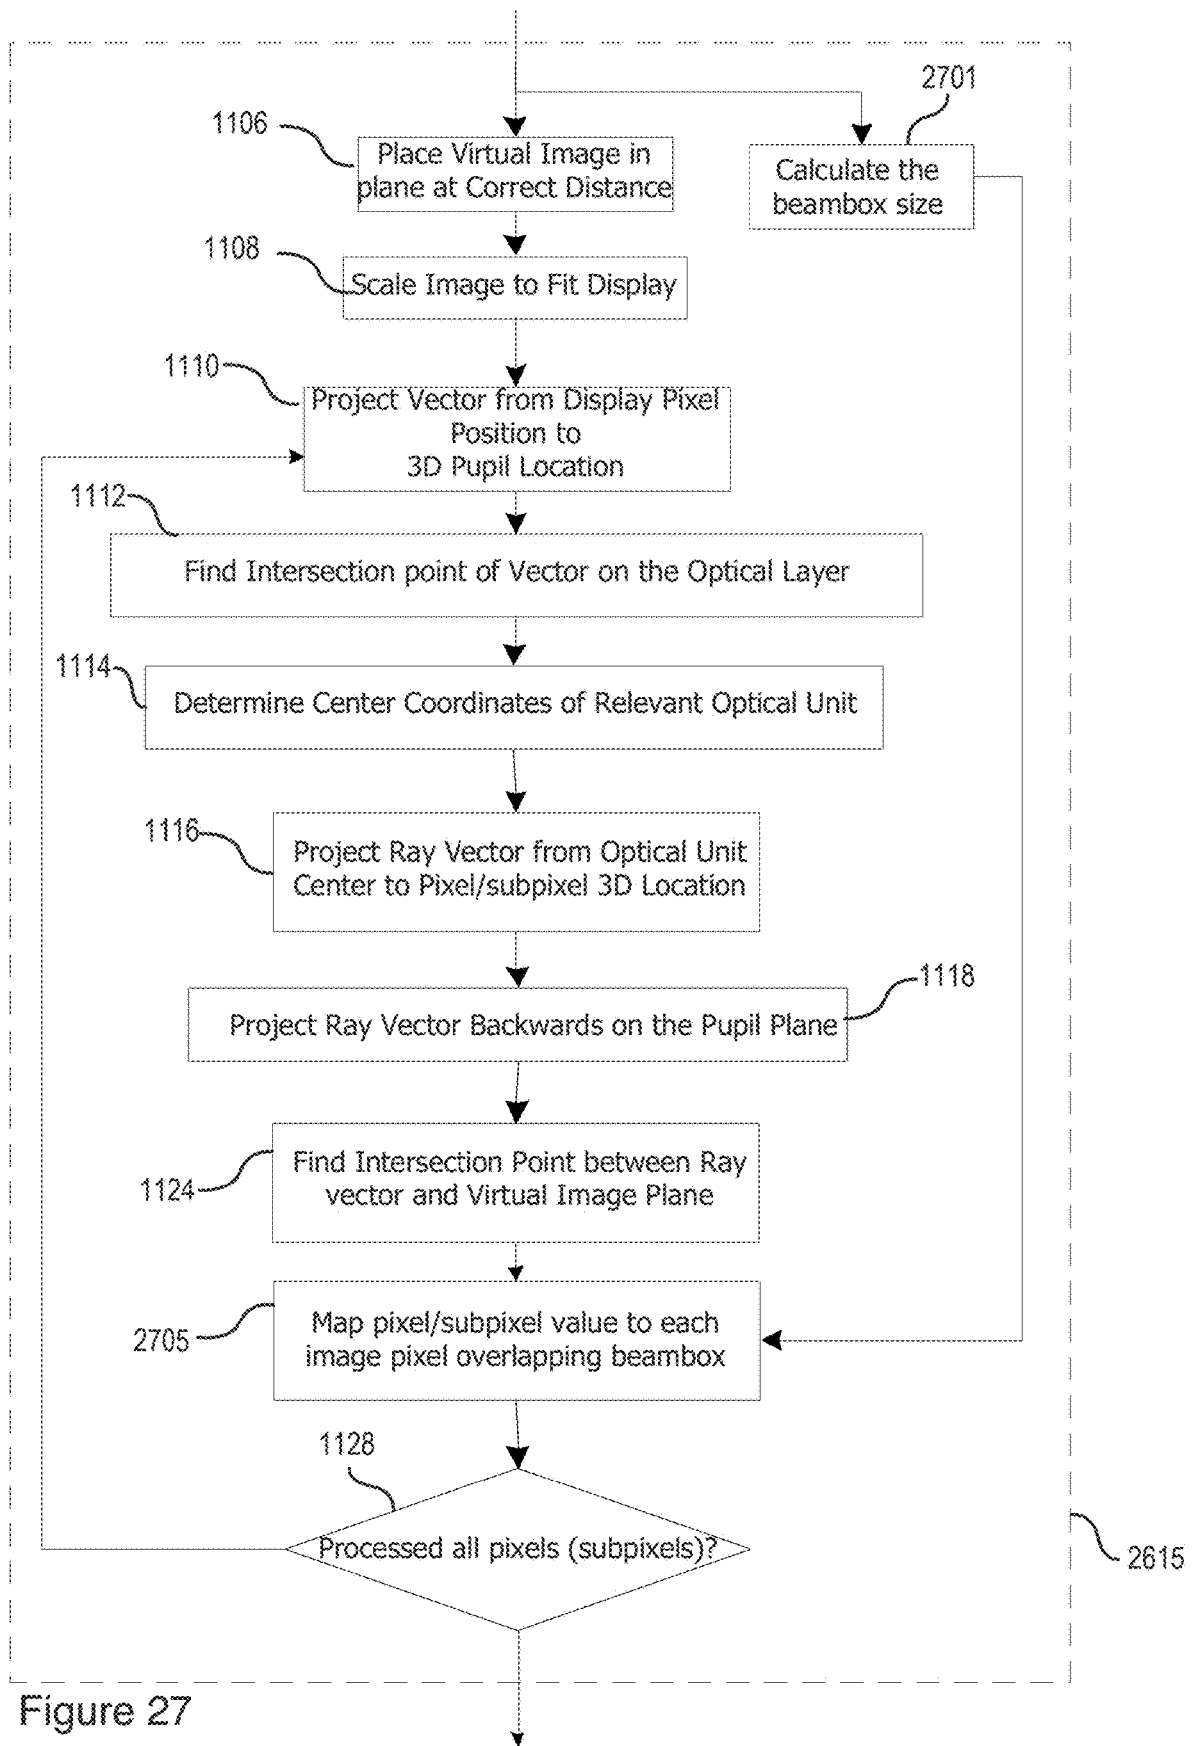 2701
1106
Place Virtual Image in
plane at Correct Distance
Calculate the
beambox size
1108
Scale Image to Fit Display
1110
Project Vector from Display Pixel
Position to
3D Pupil Location
1112
Find Intersection point of Vector on the Optical Layer
1114
Determine Center Coordinates of Relevant Optical Unit
1116
Project Ray Vector from Optical Unit
Center to Pixel/subpixel 3D Location
1118
Project Ray Vector Backwards on the Pupil Plane
1124
Find Intersection Point between Ray
vector and Virtual Image Plane
2705
Map pixel/subpixel value to each
image pixel overlapping beambox
1128
Processed all pixels (subpixels)?
2615
Figure 27